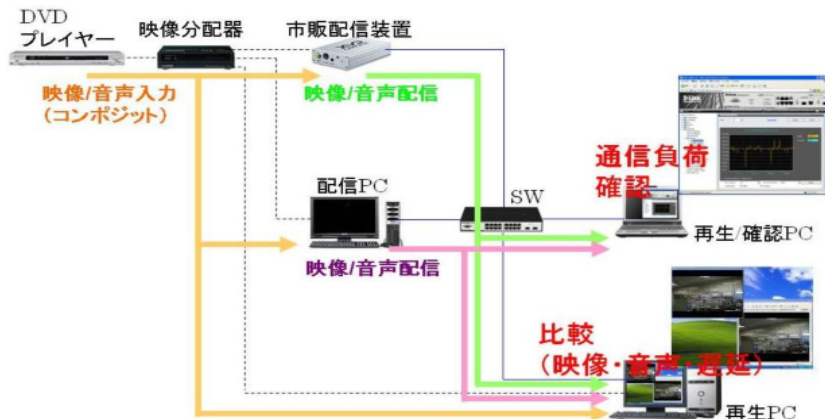 DVD
プレイヤー
映像分配器
市販配信装置
映像/音声入力
(コンポジット)
映像/音声配信
通信負荷
確認
配信PC
SW
再生/確認PC
映像/音声配信
比較
(映像・音声・遅延)
再生PC